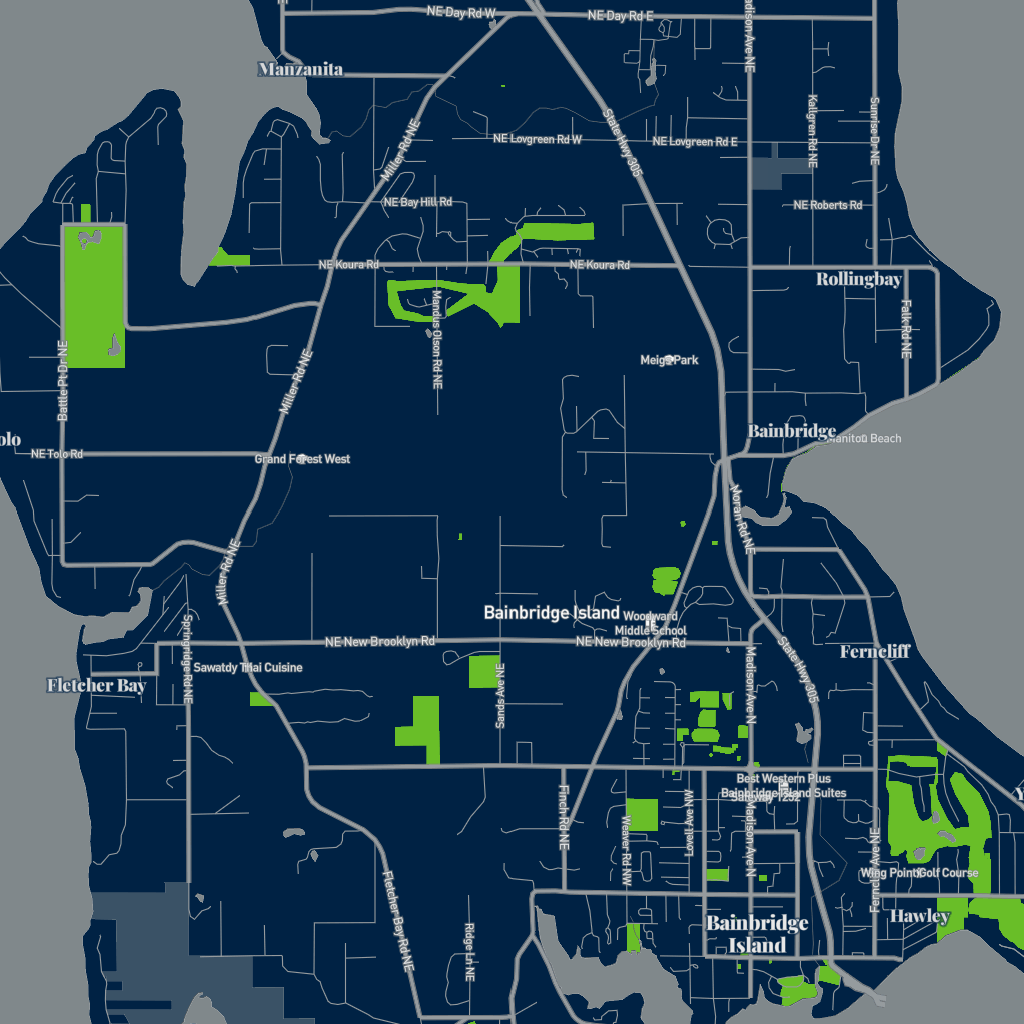 NE Day Rd W
NE Day Rd E
Manzanita
Madison Ave NE
Kallgren Rd NE
Sunrise Dr NE
State Hwy 305
Miller Rd NE
NE Lovgreen Rd W
NE Lovgreen Rd E
NE Bay Hill Rd
NE Roberts Rd
NE Koura Rd
NE Koura Rd
Rollingbay
Mandus Olson Rd NE
Falk Rd NE
Battle Pt Dr NE
Miller Rd NE
Meigs Park
Bainbridge
Manitou Beach
olo
NE Tolo Rd
Grand Forest West
Moran Rd NE
Miller Rd NE
Bainbridge Island
Woodward
Middle School
Springridge Rd NE
NE New Brooklyn Rd
NE New Brooklyn Rd
State Hwy 305
Ferncliff
Sawatdy Thai Cuisine
Fletcher Bay
Sands Ave NE
Madison Ave N
Best Western Plus
Bainbridge Island Suites
Finch Rd NE
Weaver Rd NW
Lovell Ave NW
Madison Ave N
Ferncliff Ave NE
Wing Point Golf Course
Fletcher Bay Rd NE
Ridge Ln NE
Hawley
Bainbridge
Island